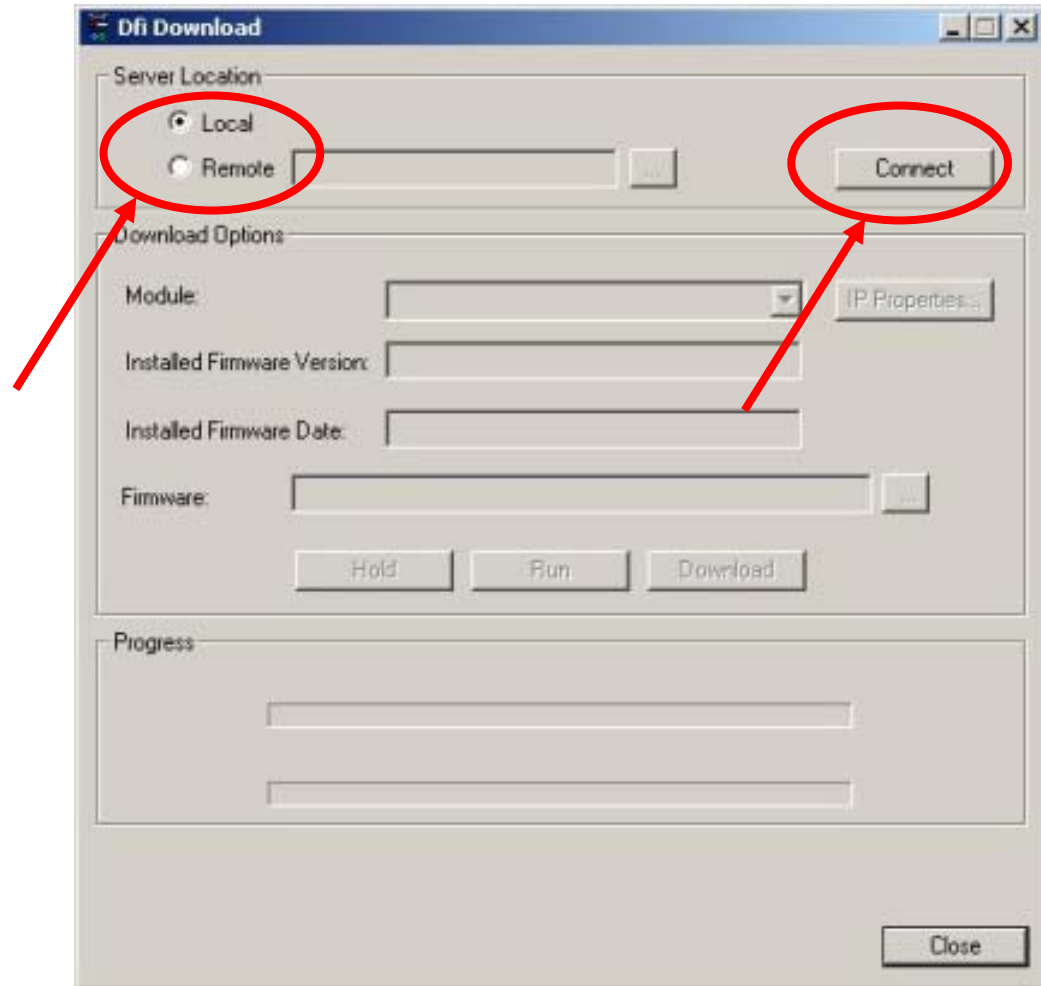 Dfi Download
Server Location
Local
Remote
...
Connect
Download Options
Module:
IP Properties...
Installed Firmware Version:
Installed Firmware Date:
Firmware:
...
Hold
Run
Download
Progress
Close